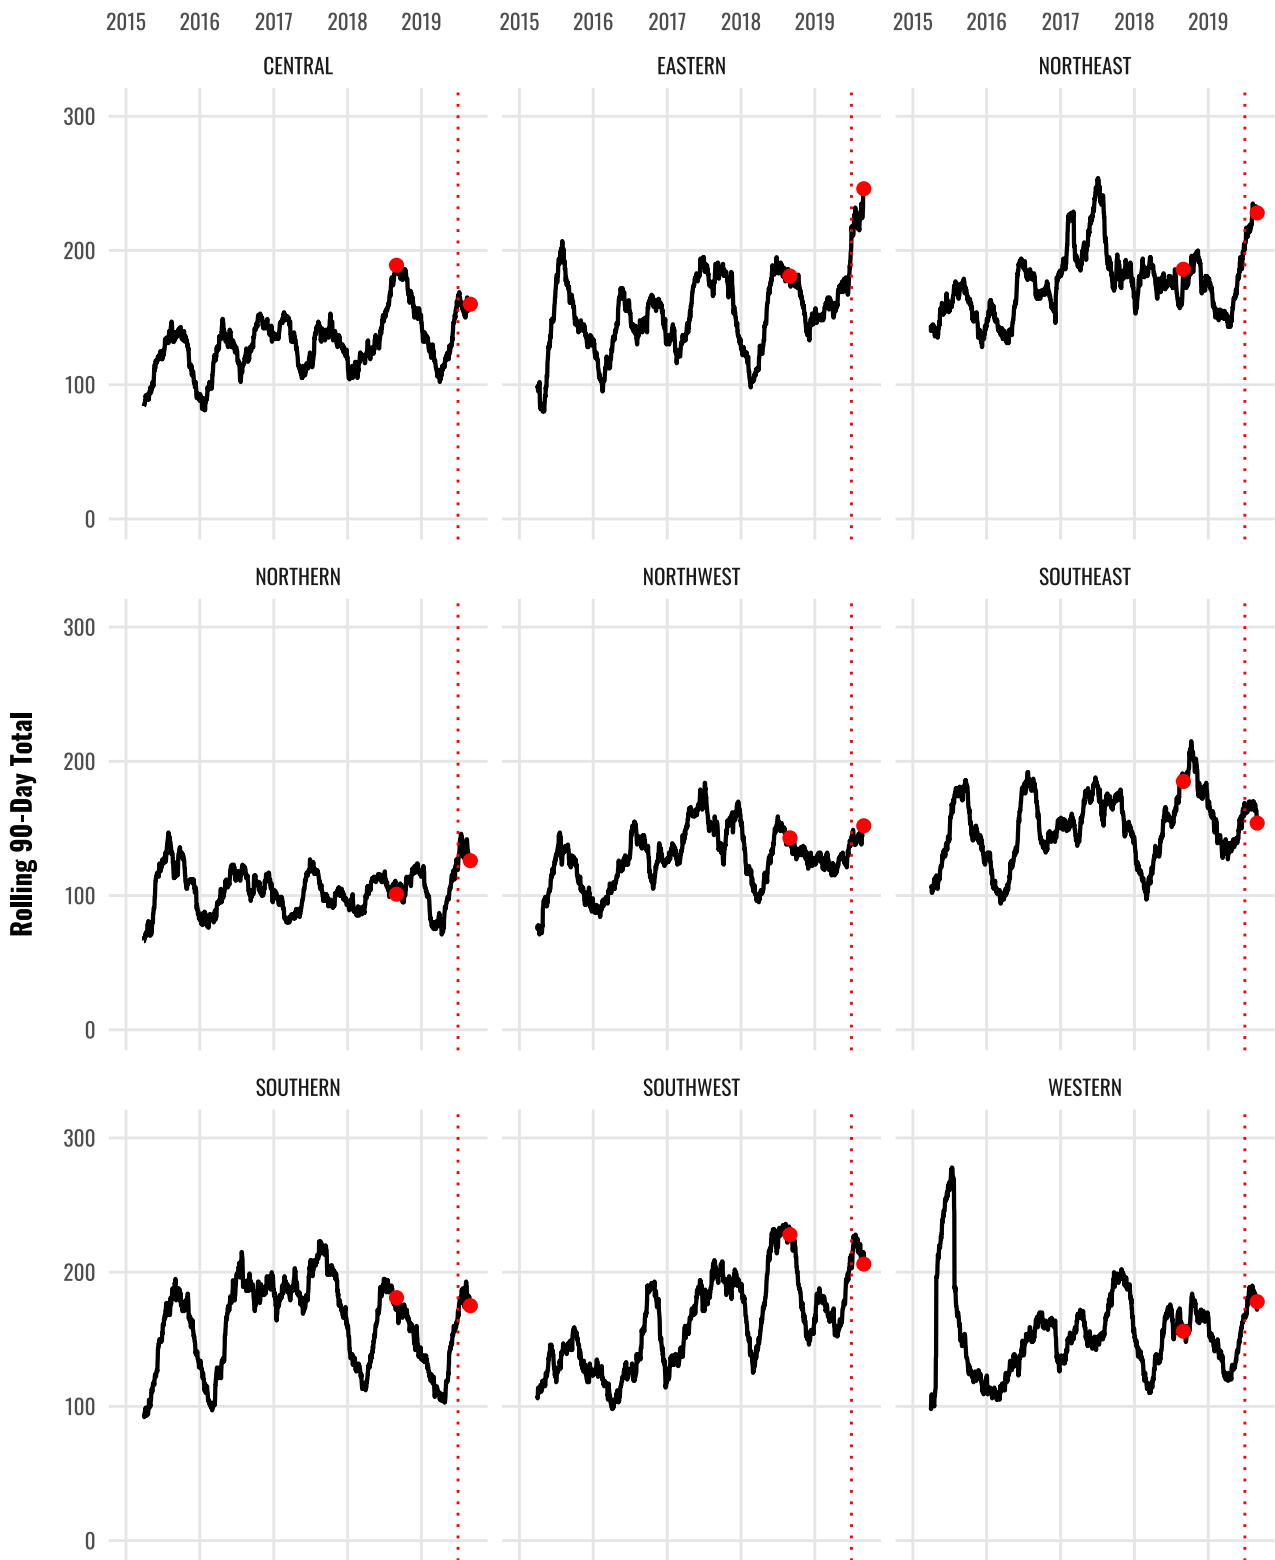 2015 2016 2017 2018 2019 2015 2016 2017 2018 2019 2015 2016 2017 2018 2019
CENTRAL EASTERN NORTHEAST
300
200
100
0
NORTHERN NORTHWEST SOUTHEAST
300
200
100
0
Rolling 90-Day Total
SOUTHERN SOUTHWEST WESTERN
300
200
100
0